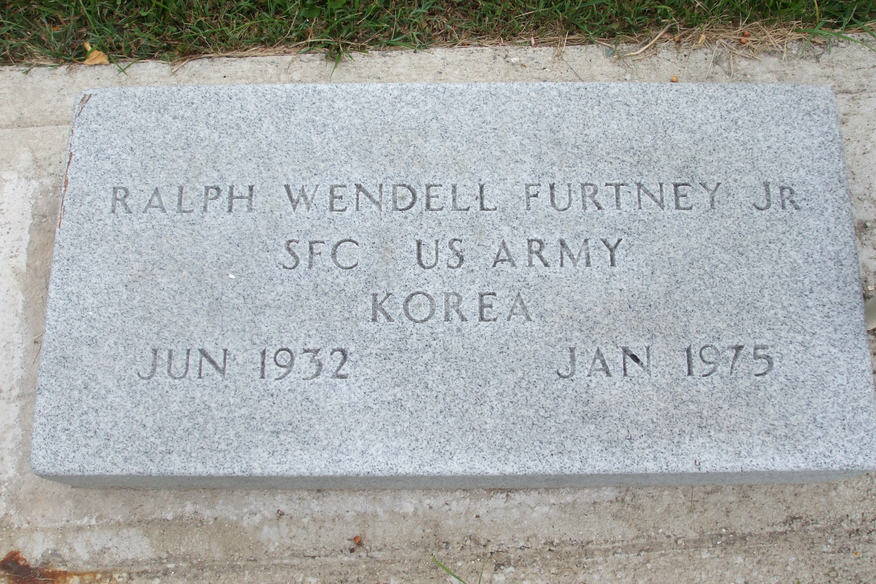 RALPH WENDELL FURTNEY JR
SFC US ARMY
KOREA
JUN 1932 JAN 1975